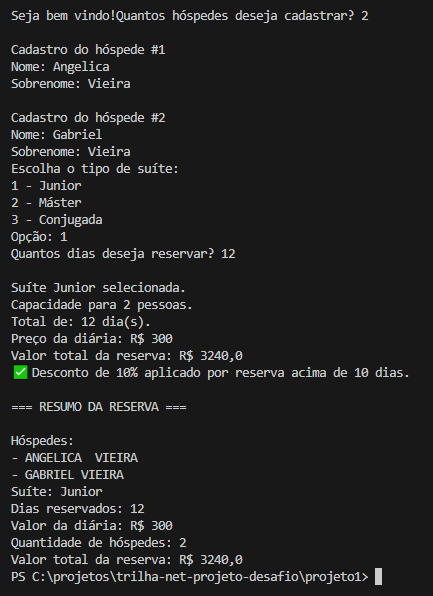 Seja bem vindo!Quantos hóspedes deseja cadastrar? 2
Cadastro do hóspede #1
Nome: Angelica
Sobrenome: Vieira
Cadastro do hóspede #2
Nome: Gabriel
Sobrenome: Vieira
Escolha o tipo de suíte:
1 - Junior
2 - Máster
3 - Conjugada
Opção: 1
Quantos dias deseja reservar? 12
Suíte Junior selecionada.
Capacidade para 2 pessoas.
Total de: 12 dia(s).
Preço da diária: R$ 300
Valor total da reserva: R$ 3240,0
✅ Desconto de 10% aplicado por reserva acima de 10 dias.
=== RESUMO DA RESERVA ===
Hóspedes:
- ANGELICA  VIEIRA
- GABRIEL VIEIRA
Suíte: Junior
Dias reservados: 12
Valor da diária: R$ 300
Quantidade de hóspedes: 2
Valor total da reserva: R$ 3240,0
PS C:\projetos\trilha-net-projeto-desafio\projeto1>